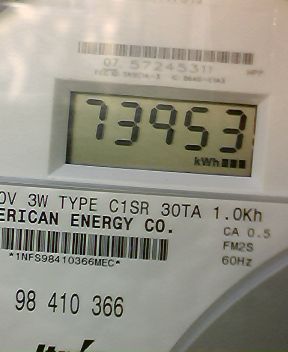 07 57245311
73953
kWh
0V 3W TYPE C1SR 30TA 1.0Kh
ERICAN ENERGY CO.
CA 0.5
FM2S
60Hz
*1NFS98410366MEC*
98 410 366